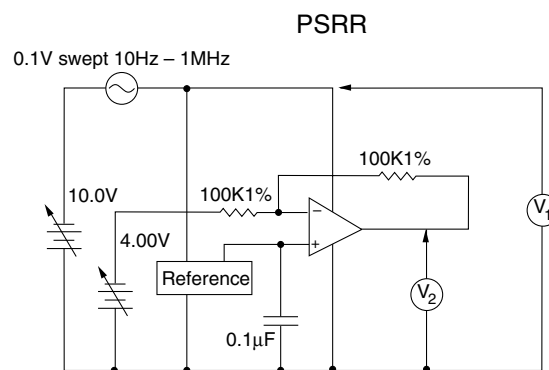 PSRR
0.1V swept 10Hz – 1MHz
100K1%
100K1%
10.0V
4.00V
Reference
0.1μF
V1
V2